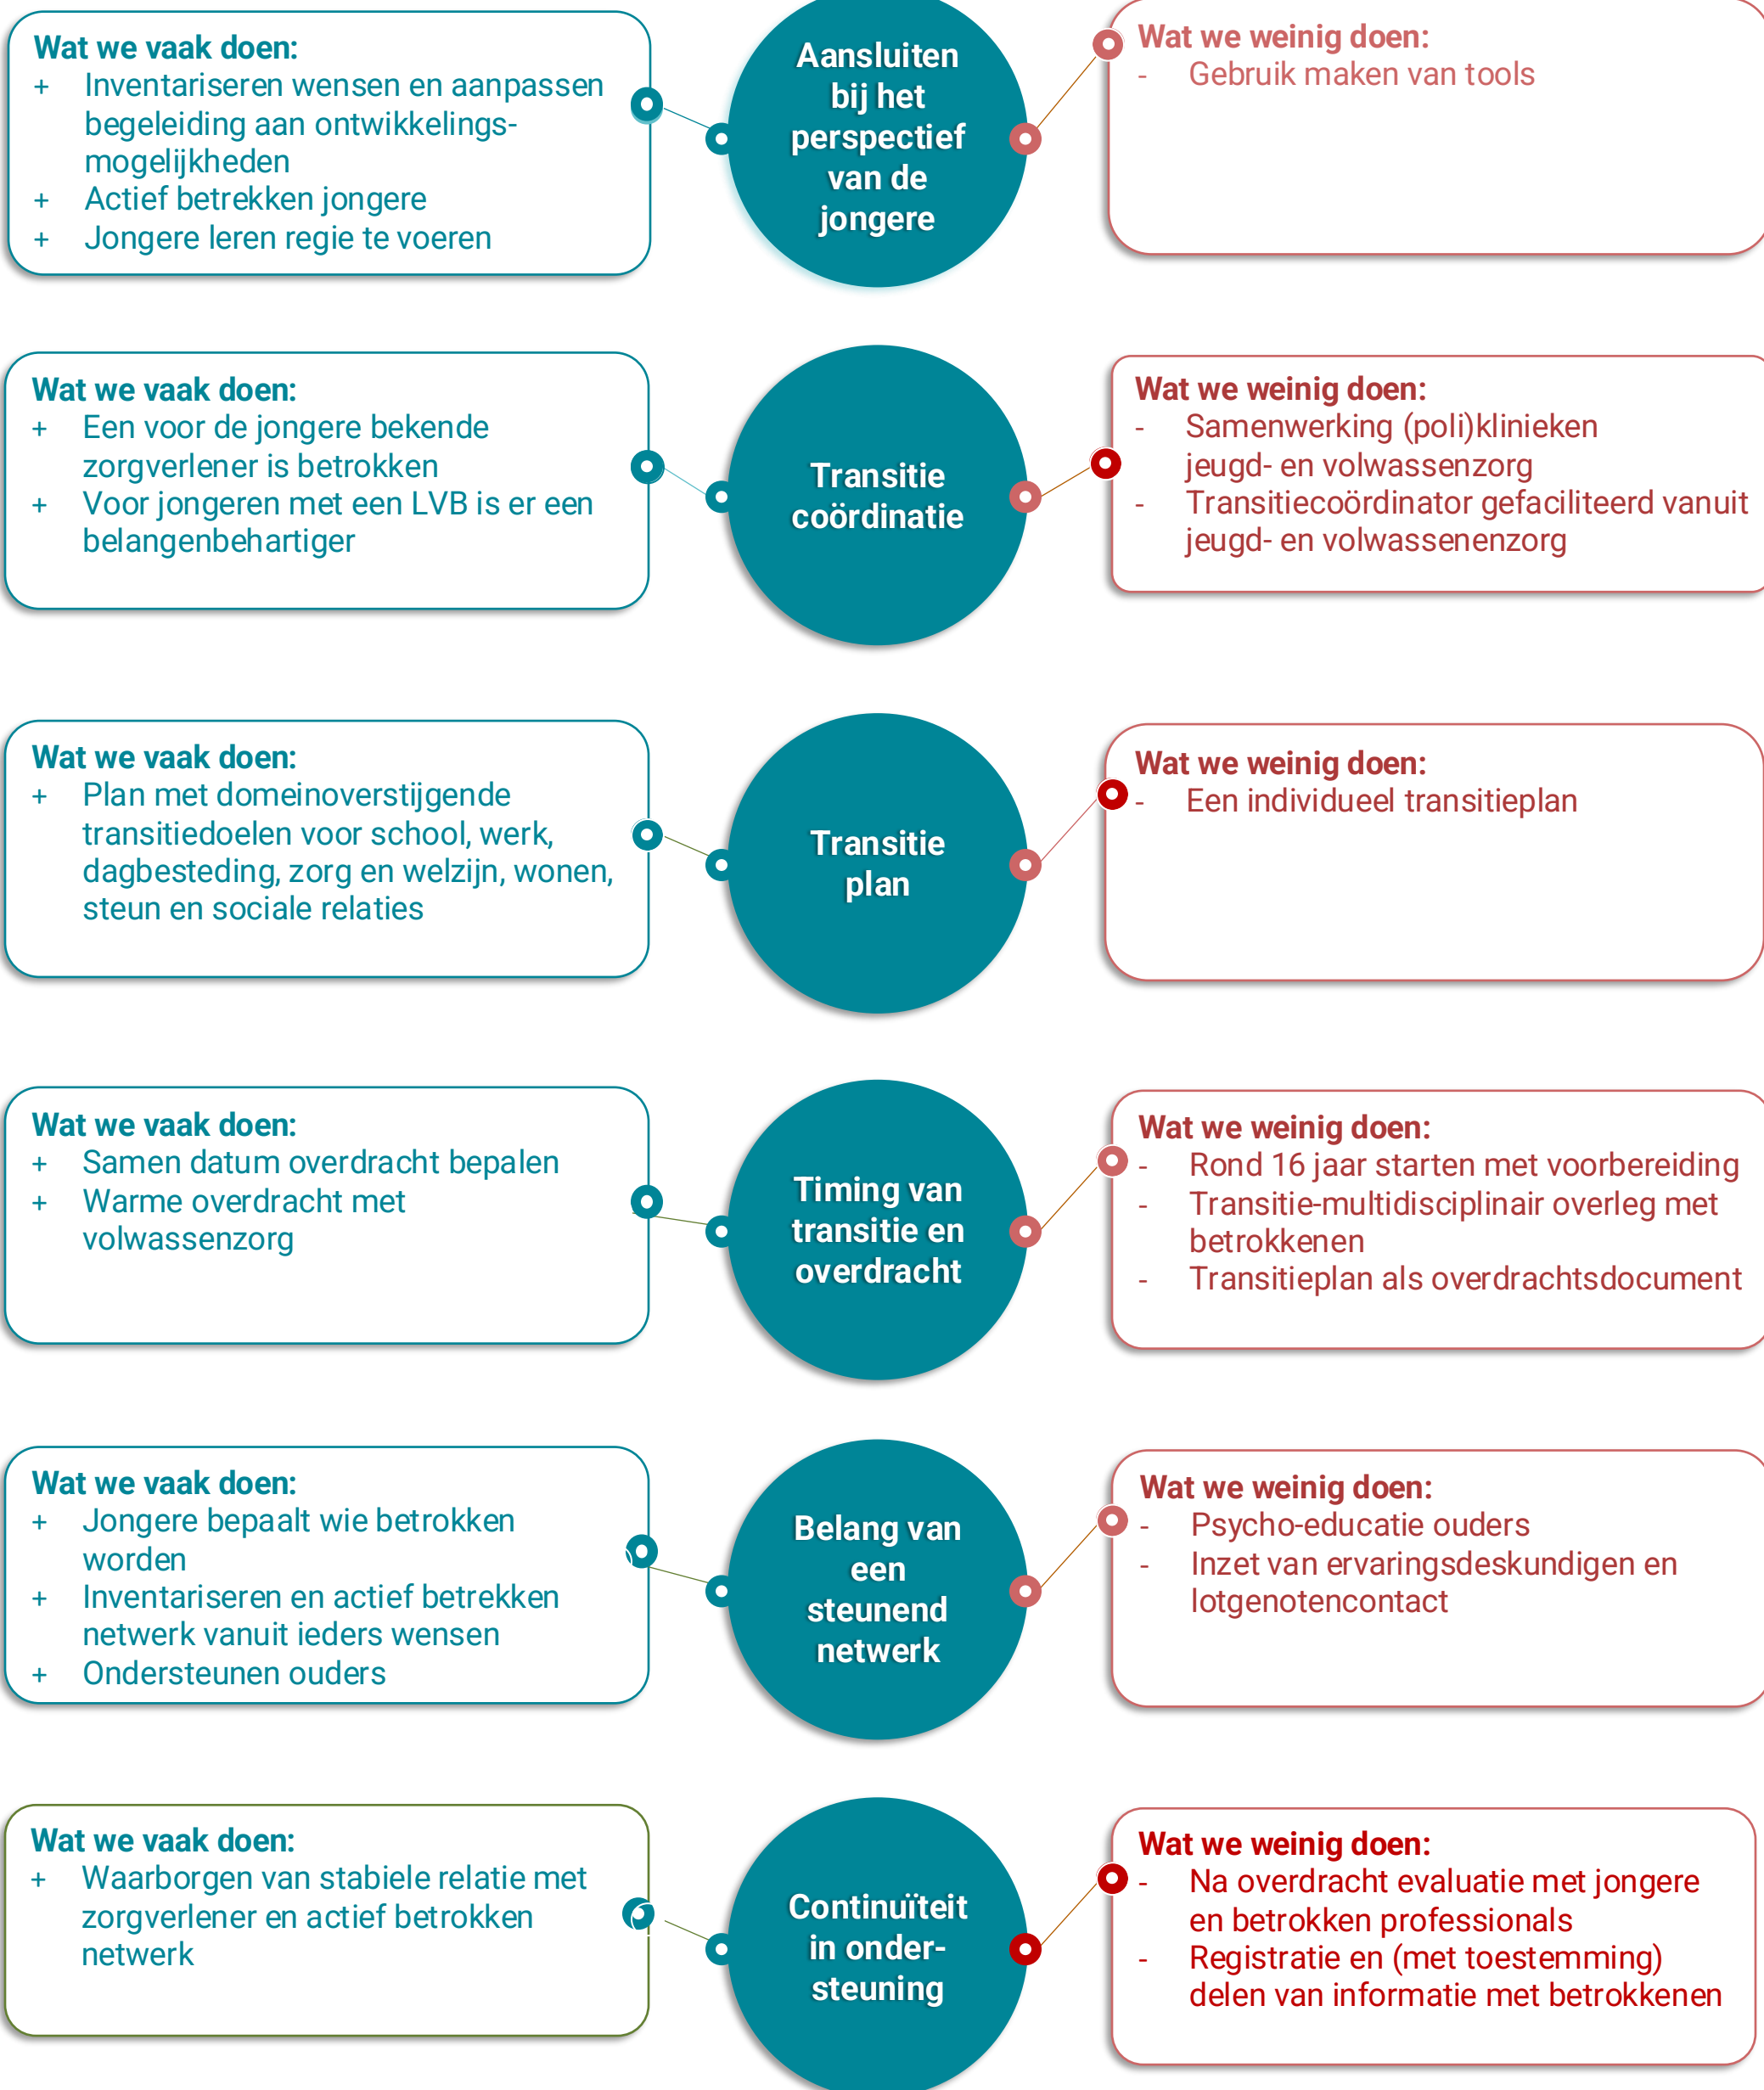 Wat we vaak doen:
+ Inventariseren wensen en aanpassen
begeleiding aan ontwikkelings-
mogelijkheden
+ Actief betrekken jongere
+ Jongere leren regie te voeren
Aansluiten
bij het
perspectief
van de
jongere
Wat we weinig doen:
- Gebruik maken van tools
Wat we vaak doen:
+ Een voor de jongere bekende
zorgverlener is betrokken
+ Voor jongeren met een LVB is er een
belangenbehartiger
Transitie
coördinatie
Wat we weinig doen:
- Samenwerking (poli)klinieken
jeugd- en volwassenzorg
- Transitiecoördinator gefaciliteerd vanuit
jeugd- en volwassenenzorg
Wat we vaak doen:
+ Plan met domeinoverstijgende
transitiedoelen voor school, werk,
dagbesteding, zorg en welzijn, wonen,
steun en sociale relaties
Transitie
plan
Wat we weinig doen:
- Een individueel transitieplan
Wat we vaak doen:
+ Samen datum overdracht bepalen
+ Warme overdracht met
volwassenzorg
Timing van
transitie en
overdracht
Wat we weinig doen:
- Rond 16 jaar starten met voorbereiding
- Transitie-multidisciplinair overleg met
betrokkenen
- Transitieplan als overdrachtsdocument
Wat we vaak doen:
+ Jongere bepaalt wie betrokken
worden
+ Inventariseren en actief betrekken
netwerk vanuit ieders wensen
+ Ondersteunen ouders
Belang van
een
steunend
netwerk
Wat we weinig doen:
- Psycho-educatie ouders
- Inzet van ervaringsdeskundigen en
lotgenotencontact
Wat we vaak doen:
+ Waarborgen van stabiele relatie met
zorgverlener en actief betrokken
netwerk
Continuïteit
in onder-
steuning
Wat we weinig doen:
- Na overdracht evaluatie met jongere
en betrokken professionals
- Registratie en (met toestemming)
delen van informatie met betrokkenen